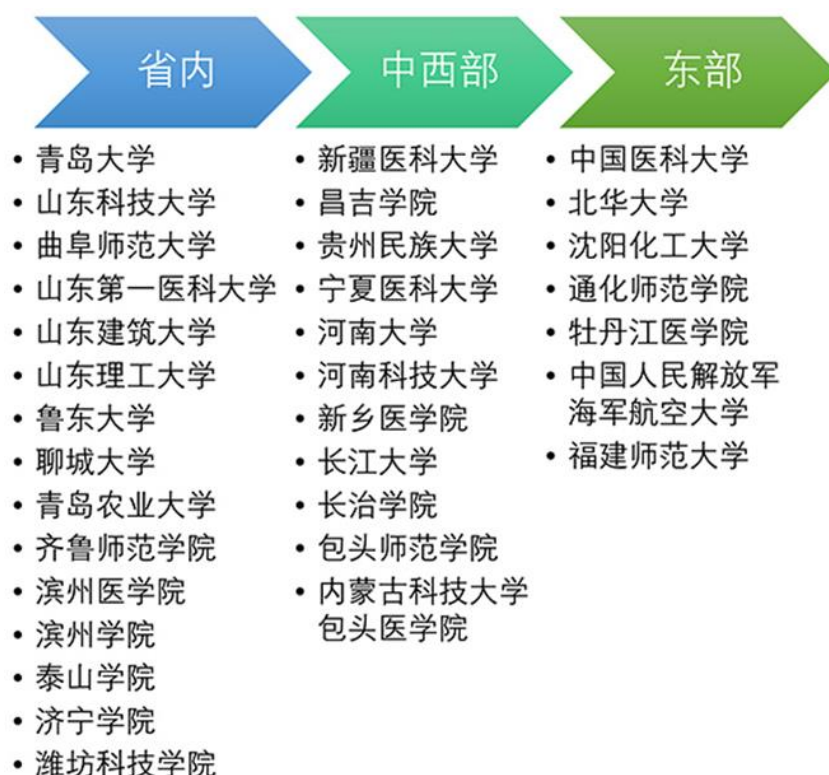 省内
• 青岛大学
• 山东科技大学
• 曲阜师范大学
• 山东第一医科大学
• 山东建筑大学
• 山东理工大学
• 鲁东大学
• 聊城大学
• 青岛农业大学
• 齐鲁师范学院
• 滨州医学院
• 滨州学院
• 泰山学院
• 济宁学院
• 潍坊科技学院
中西部
• 新疆医科大学
• 昌吉学院
• 贵州民族大学
• 宁夏医科大学
• 河南大学
• 河南科技大学
• 新乡医学院
• 长江大学
• 长治学院
• 包头师范学院
• 内蒙古科技大学
包头医学院
东部
• 中国医科大学
• 北华大学
• 沈阳化工大学
• 通化师范学院
• 牡丹江医学院
• 中国人民解放军
海军航空大学
• 福建师范大学